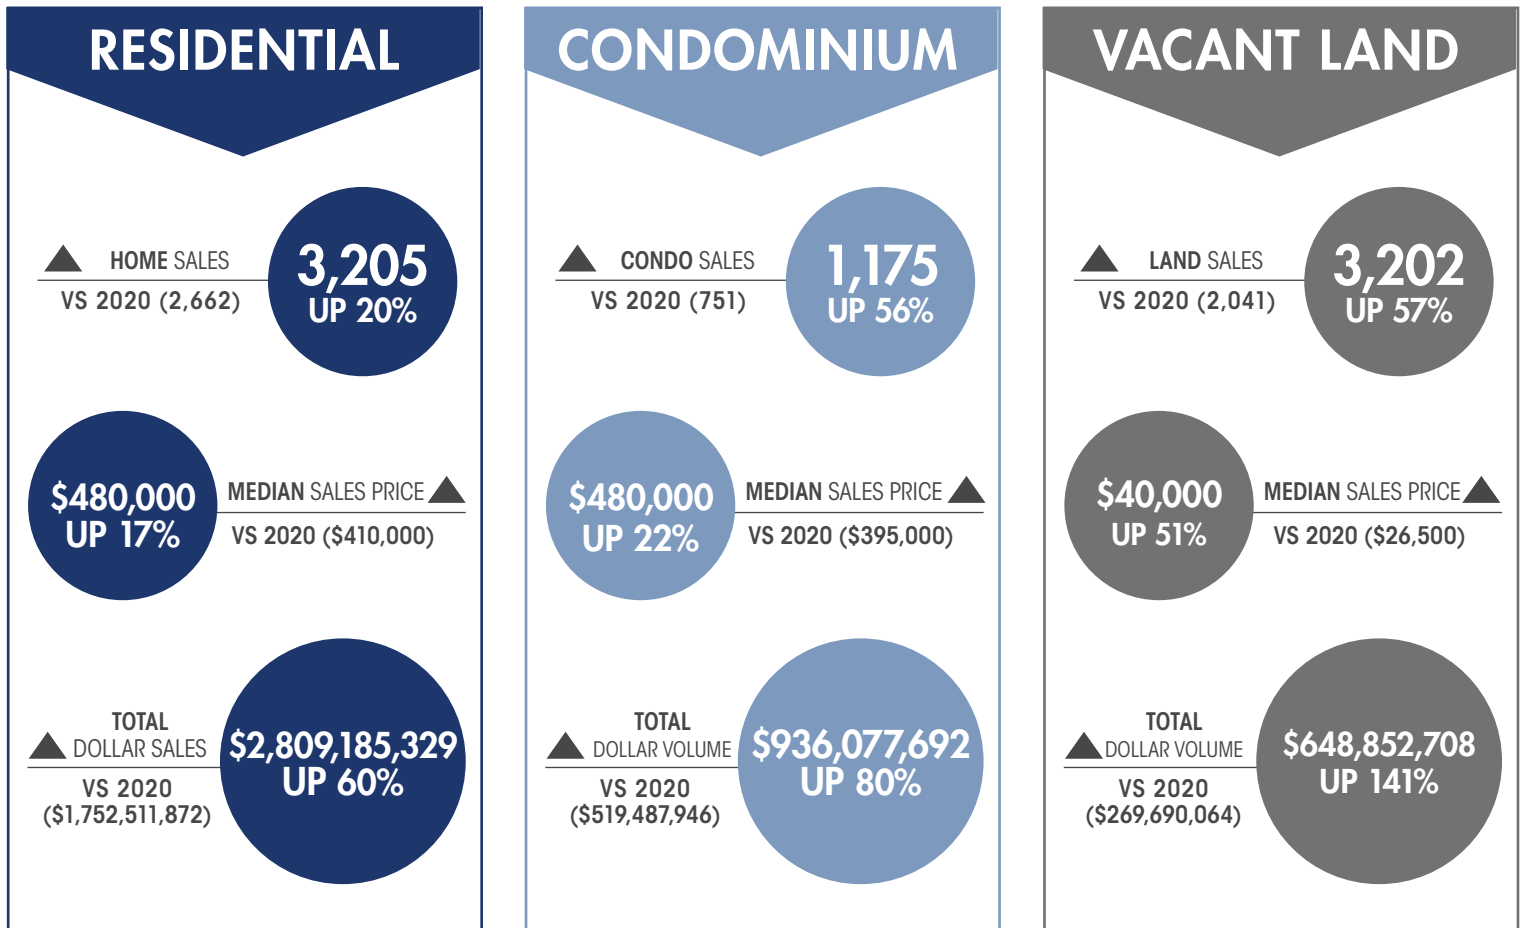 RESIDENTIAL
HOME SALES
VS 2020 (2,662)
3,205
UP 20%
$480,000
UP 17%
MEDIAN SALES PRICE
VS 2020 ($410,000)
TOTAL
DOLLAR SALES
VS 2020
($1,752,511,872)
$2,809,185,329
UP 60%
CONDOMINIUM
CONDO SALES
VS 2020 (751)
1,175
UP 56%
$480,000
UP 22%
MEDIAN SALES PRICE
VS 2020 ($395,000)
TOTAL
DOLLAR VOLUME
VS 2020
($519,487,946)
$936,077,692
UP 80%
VACANT LAND
LAND SALES
VS 2020 (2,041)
3,202
UP 57%
$40,000
UP 51%
MEDIAN SALES PRICE
VS 2020 ($26,500)
TOTAL
DOLLAR VOLUME
VS 2020
($269,690,064)
$648,852,708
UP 141%